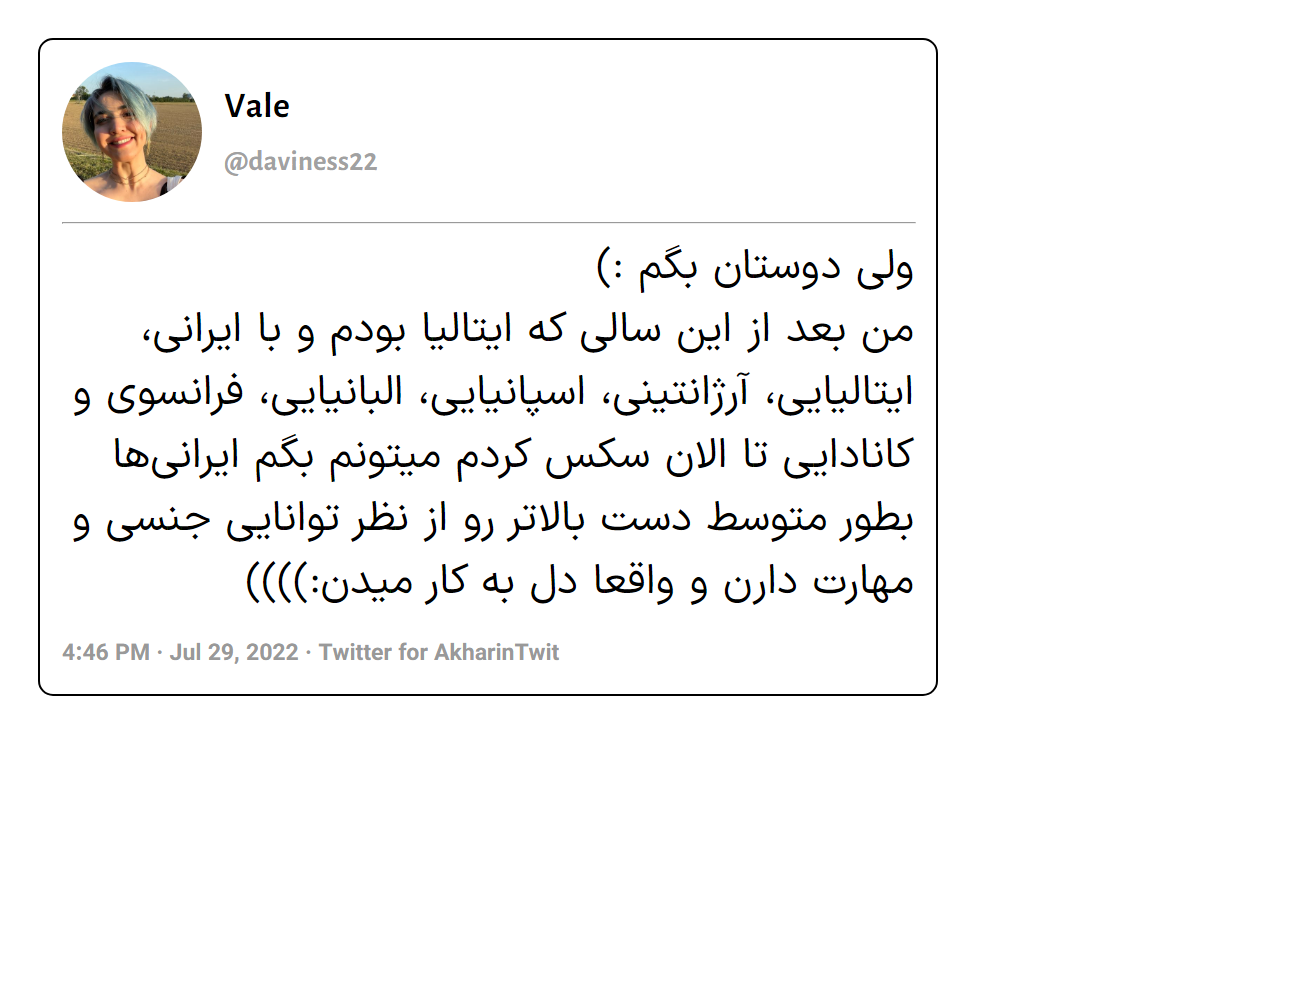 Vale
@daviness22
ولی دوستان بگم :)
من بعد از این سالی که ایتالیا بودم و با ایرانی،
ایتالیایی، آرژانتینی، اسپانیایی، البانیایی، فرانسوی و
کانادایی تا الان سکس کردم میتونم بگم ایرانی‌ها
بطور متوسط دست بالاتر رو از نظر توانایی جنسی و
مهارت دارن و واقعا دل به کار میدن:))))
4:46 PM · Jul 29, 2022 · Twitter for AkharinTwit